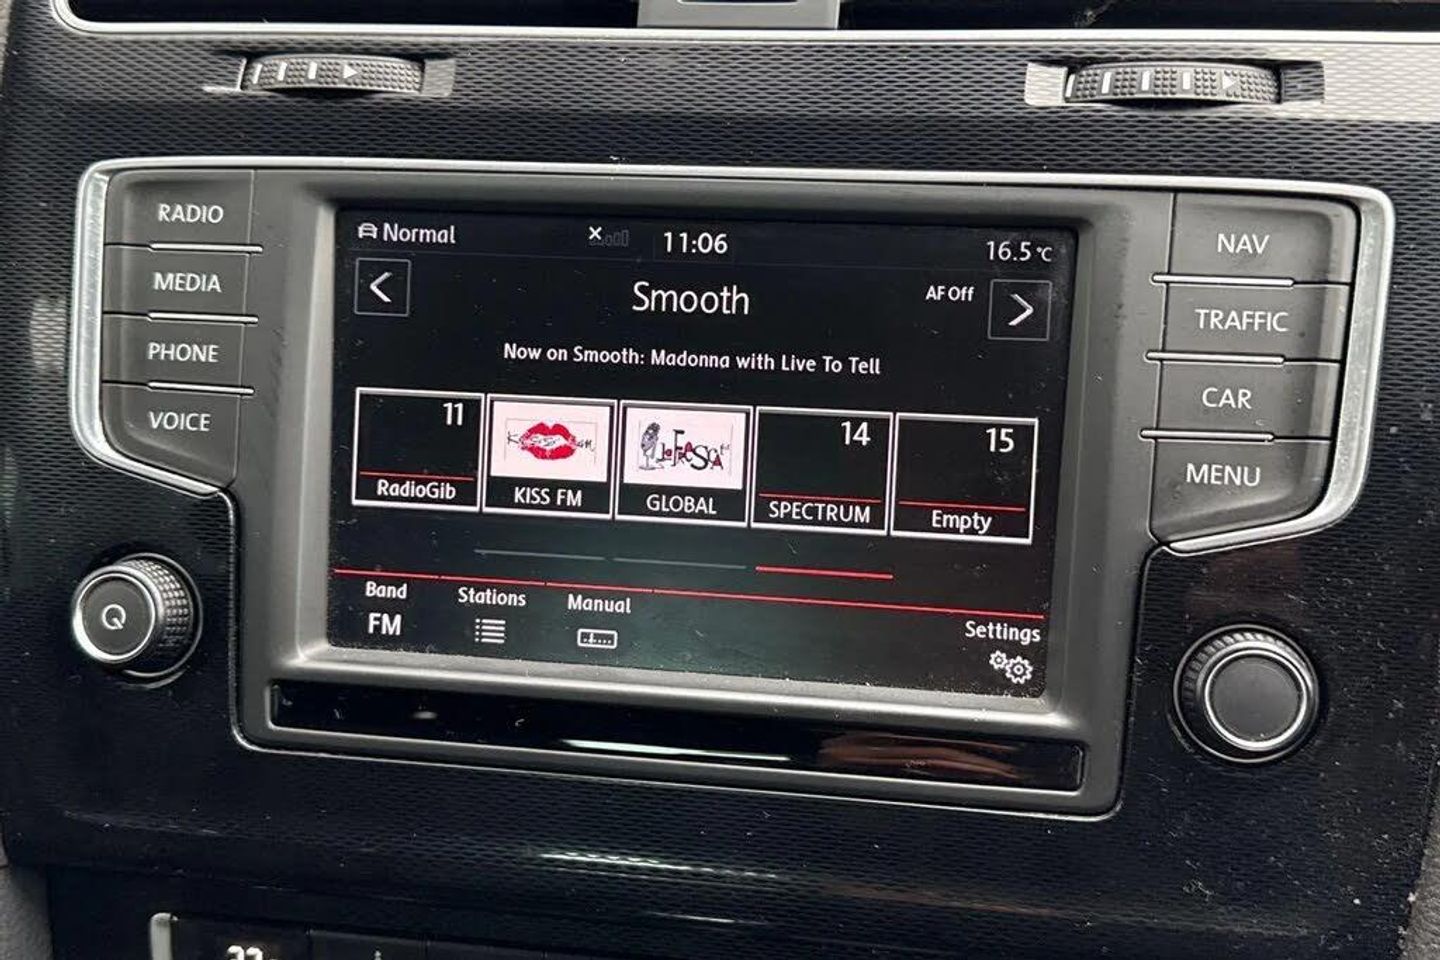 RADIO
MEDIA
PHONE
VOICE
Normal 11:06 16.5 °C
Smooth
AF Off
Now on Smooth: Madonna with Live To Tell
11
RadioGib
KISS FM
LaFRESCA
GLOBAL
14
SPECTRUM
15
Empty
Band
FM
Stations
Manual
Settings
NAV
TRAFFIC
CAR
MENU